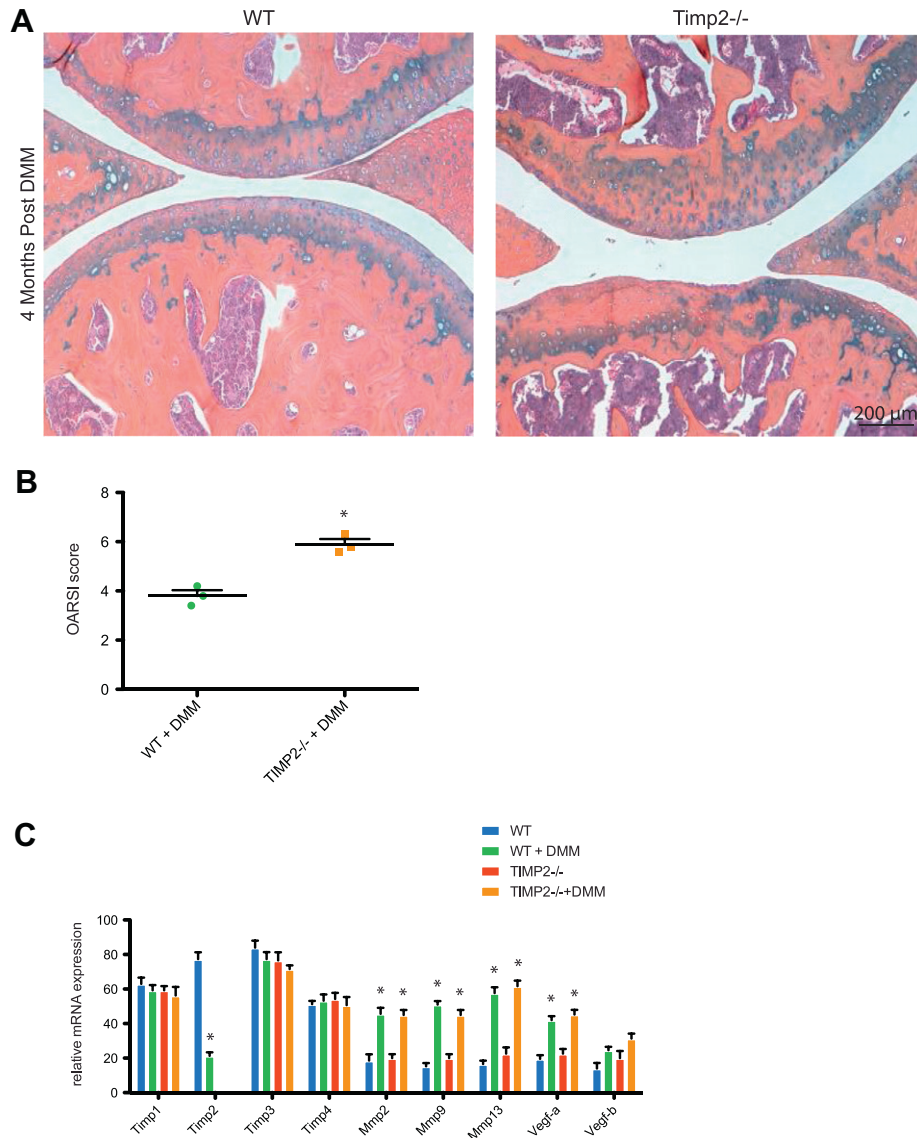 A
WT
Timp2-/-
4 Months Post DMM
200 µm
B
OARSI score
8
6
4
2
0
*
WT + DMM
TIMP2-/- + DMM
C
WT
WT + DMM
TIMP2-/-
TIMP2-/-+DMM
relative mRNA expression
100
80
60
40
20
0
* * * * * * * * *
Timp1 Timp2 Timp3 Timp4 Mmp2 Mmp9 Mmp13 Vegf-a Vegf-b